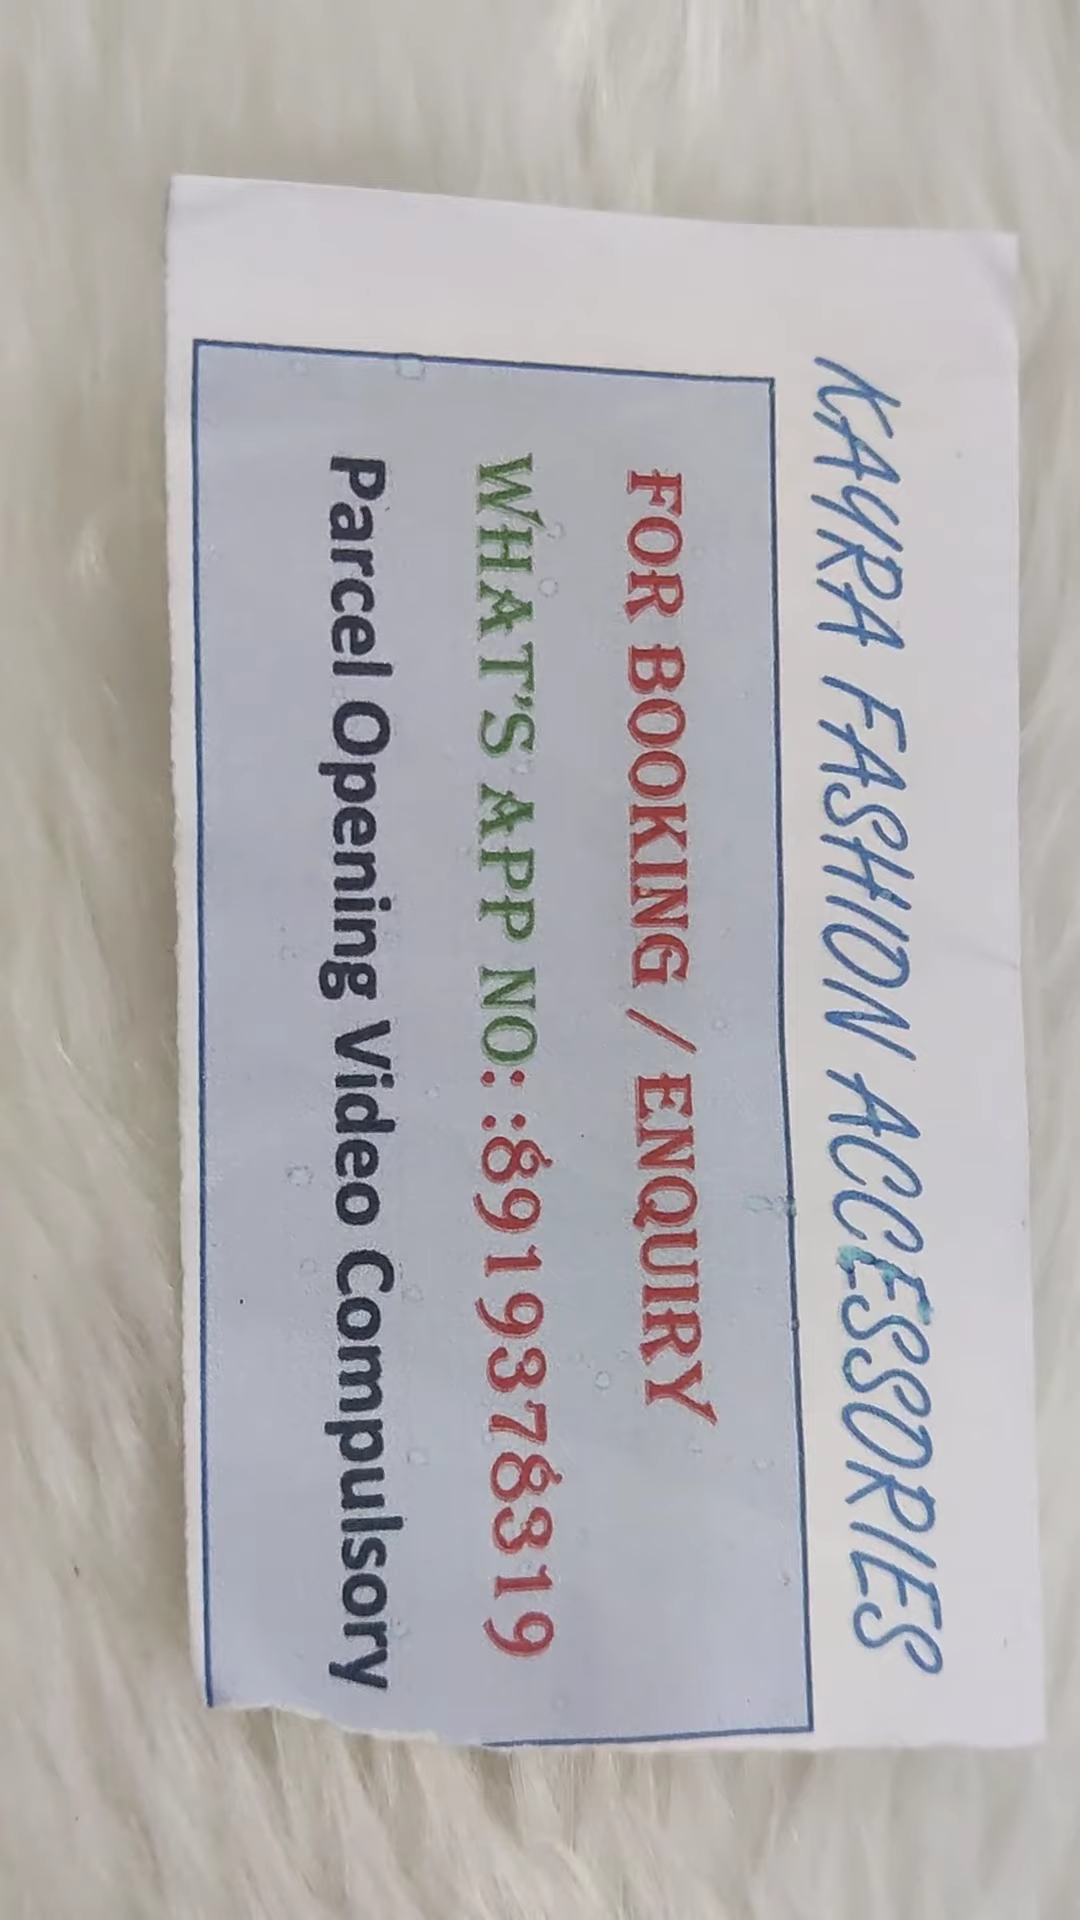 KAYRA FASHION ACCESSORIES
FOR BOOKING / ENQUIRY
WHAT'S APP NO: :8919378319
Parcel Opening Video Compulsory